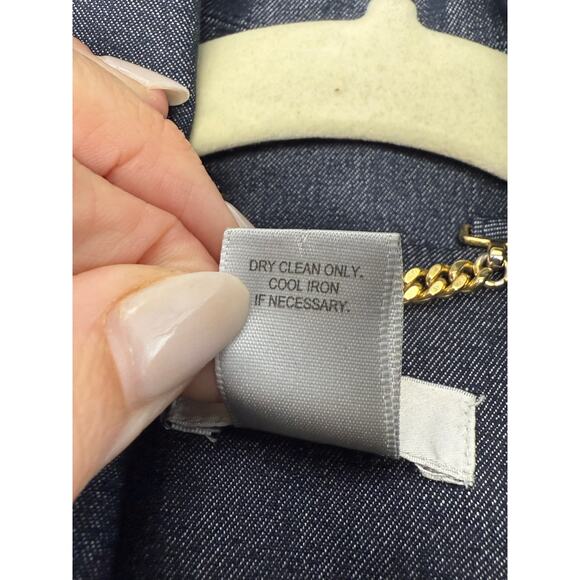 DRY CLEAN ONLY.
COOL IRON
IF NECESSARY.